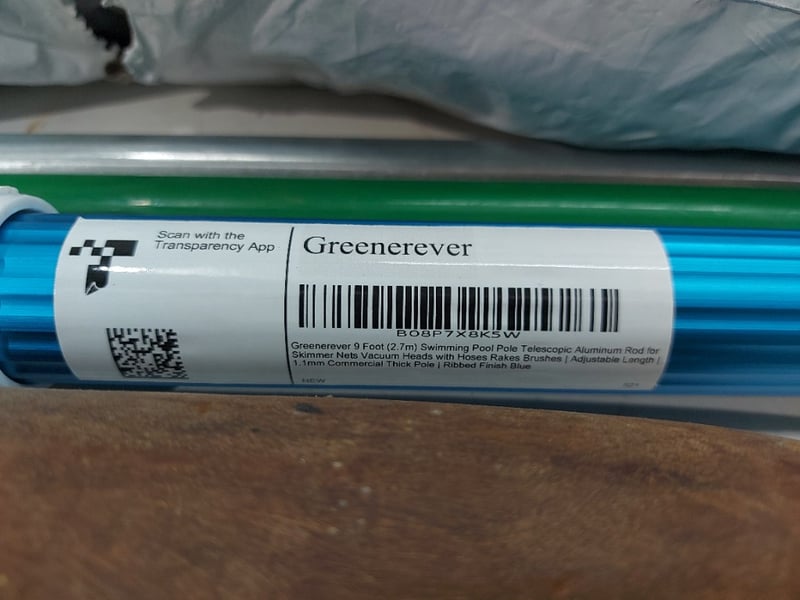 Scan with the
Transparency App
Greenerever
B08P7X8K5W
Greenerever 9 Foot (2.7m) Swimming Pool Pole Telescopic Aluminum Rod for
Skimmer Nets Vacuum Heads with Hoses Rakes Brushes | Adjustable Length |
1.1mm Commercial Thick Pole | Ribbed Finish Blue
NEW